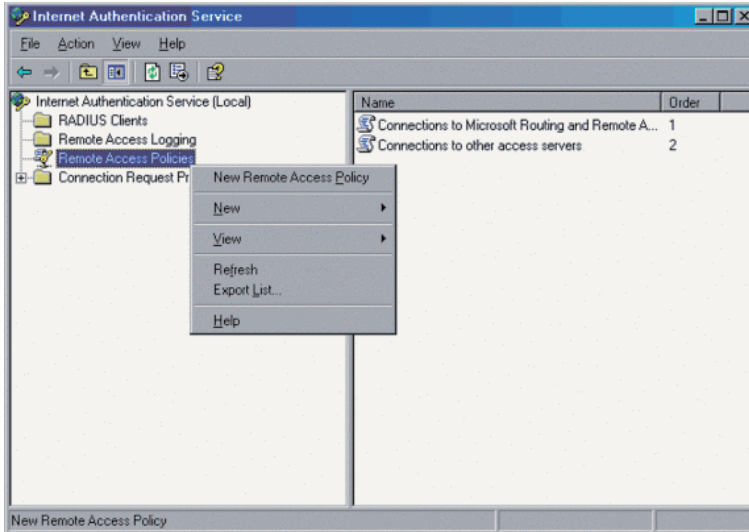 Internet Authentication Service
File Action View Help
Internet Authentication Service (Local)
RADIUS Clients
Remote Access Logging
Remote Access Policies
Connection Request Pr
Name Order
Connections to Microsoft Routing and Remote A... 1
Connections to other access servers 2
New Remote Access Policy
New
View
Refresh
Export List...
Help
New Remote Access Policy